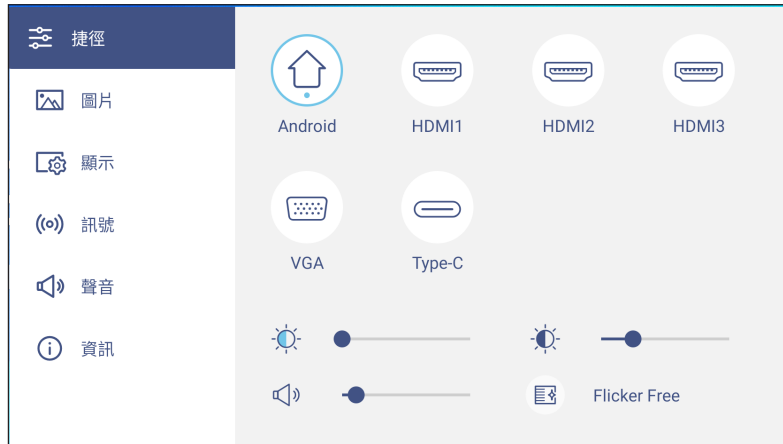 捷徑
圖片
顯示
訊號
聲音
資訊
Android HDMI1 HDMI2 HDMI3
VGA Type-C
Flicker Free